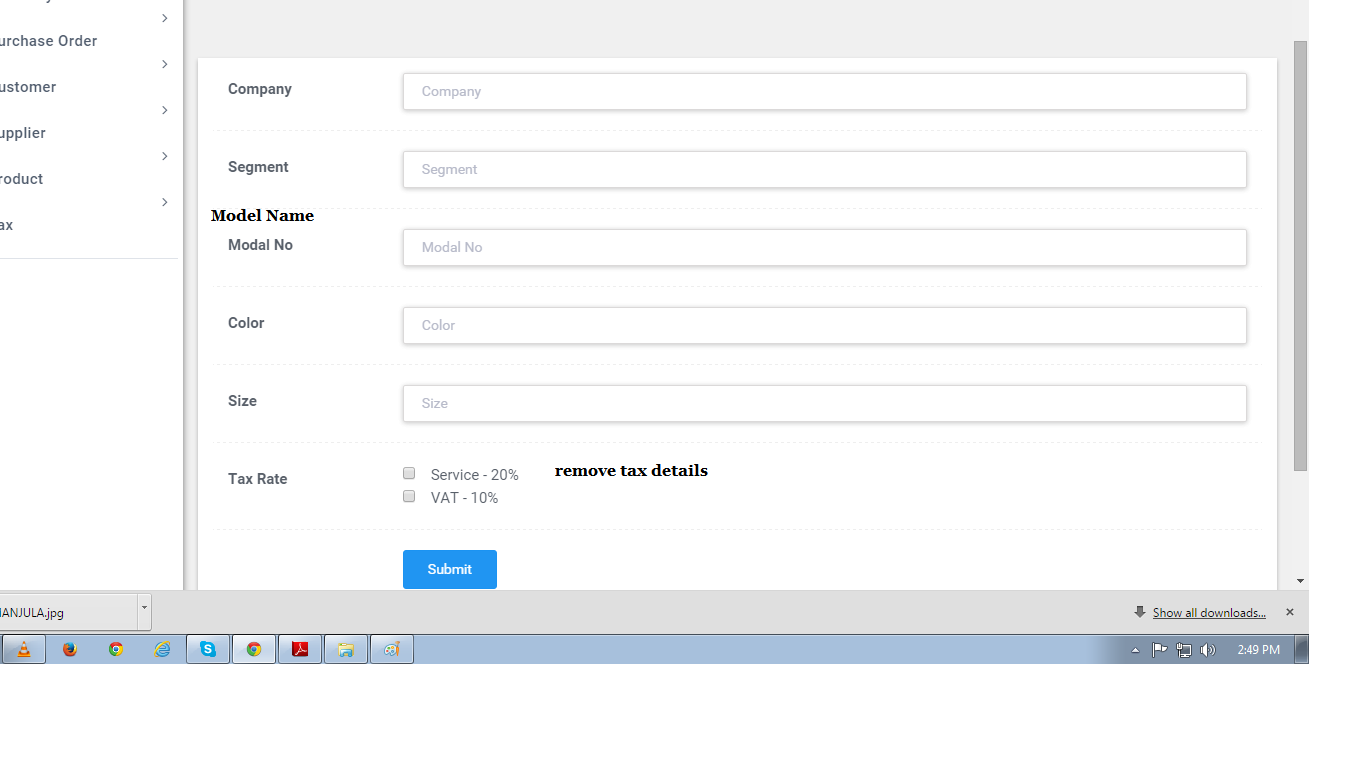 urchase Order
ustomer
upplier
roduct
ax
Company
Company
Segment
Segment
Model Name
Modal No
Modal No
Color
Color
Size
Size
Tax Rate
Service - 20%
remove tax details
VAT - 10%
Submit
ANJULA.jpg
Show all downloads...
2:49 PM